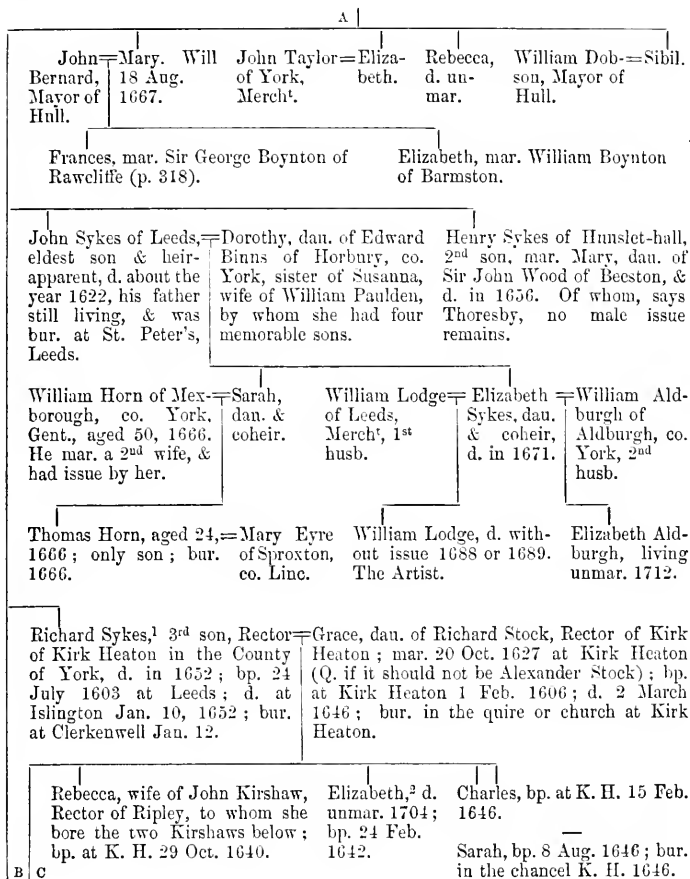 A
John=Mary. Will
Bernard, 18 Aug.
Mayor of 1667.
Hull.
John Taylor=Eliza-
of York, beth.
Mercht.
Rebecca,
d. un-
mar.
William Dob-=Sibil.
son, Mayor of
Hull.
Frances, mar. Sir George Boynton of
Rawcliffe (p. 318).
Elizabeth, mar. William Boynton
of Barmston.
John Sykes of Leeds,=
eldest son & heir-
apparent, d. about the
year 1622, his father
still living, & was
bur. at St. Peter's,
Leeds.
Dorothy, dau. of Edward
Binns of Horbury, co.
York, sister of Susanna,
wife of William Paulden,
by whom she had four
memorable sons.
Henry Sykes of Hunslet-hall,
2nd son, mar. Mary, dau. of
Sir John Wood of Beeston, &
d. in 1656. Of whom, says
Thoresby, no male issue
remains.
William Horn of Mex-=
borough, co. York,
Gent., aged 50, 1666.
He mar. a 2nd wife, &
had issue by her.
Sarah,
dau. &
coheir.
William Lodge=
of Leeds,
Mercht, 1st
husb.
Elizabeth =
Sykes, dau.
& coheir,
d. in 1671.
William Ald-
burgh of
Aldburgh, co.
York, 2nd
husb.
Thomas Horn, aged 24,=
1666 ; only son ; bur.
1666.
Mary Eyre
of Sproxton,
co. Linc.
William Lodge, d. with-
out issue 1688 or 1689.
The Artist.
Elizabeth Ald-
burgh, living
unmar. 1712.
Richard Sykes,1 3rd son, Rector=
of Kirk Heaton in the County
of York, d. in 1652 ; bp. 24
July 1603 at Leeds ; d. at
Islington Jan. 10, 1652 ; bur.
at Clerkenwell Jan. 12.
Grace, dau. of Richard Stock, Rector of Kirk
Heaton ; mar. 20 Oct. 1627 at Kirk Heaton
(Q. if it should not be Alexander Stock) ; bp.
at Kirk Heaton 1 Feb. 1606 ; d. 2 March
1646 ; bur. in the quire or church at Kirk
Heaton.
Rebecca, wife of John Kirshaw,
Rector of Ripley, to whom she
bore the two Kirshaws below ;
bp. at K. H. 29 Oct. 1640.
Elizabeth,2 d.
unmar. 1704 ;
bp. 24 Feb.
1642.
Charles, bp. at K. H. 15 Feb.
1646.
—
Sarah, bp. 8 Aug. 1646 ; bur.
in the chancel K. H. 1646.
B C